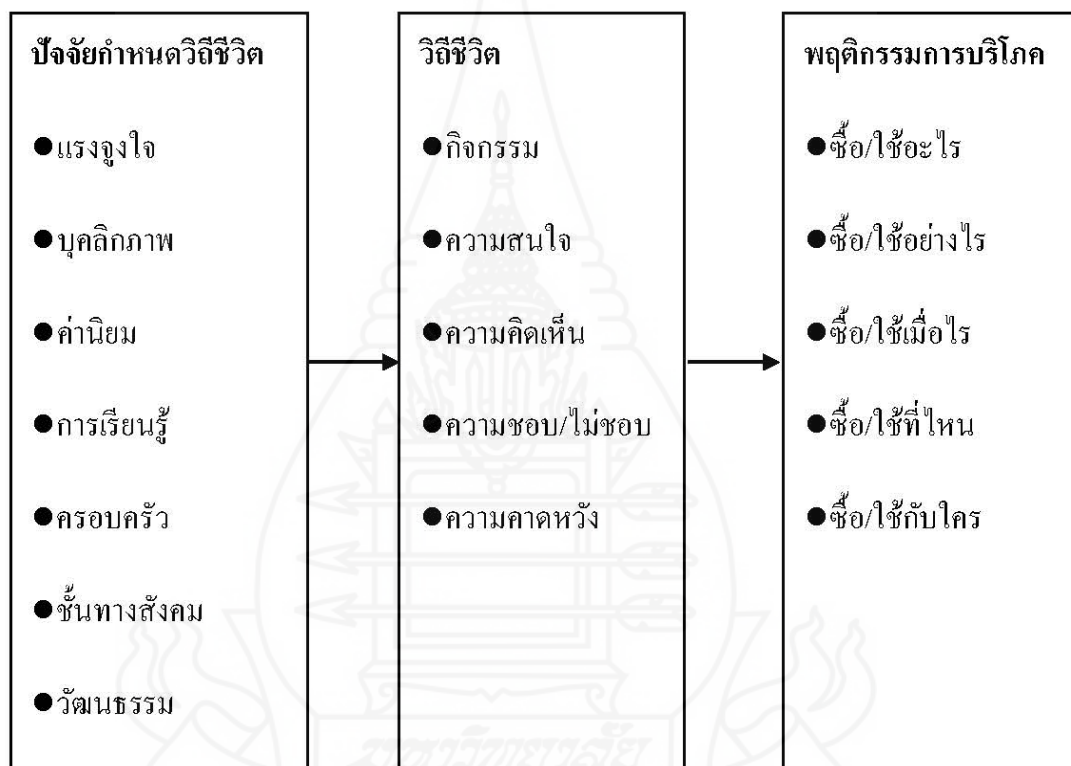 ปัจจัยกำหนดวิถีชีวิต
●แรงจูงใจ
●บุคลิกภาพ
●ค่านิยม
●การเรียนรู้
●ครอบครัว
●ชั้นทางสังคม
●วัฒนธรรม
วิถีชีวิต
●กิจกรรม
●ความสนใจ
●ความคิดเห็น
●ความชอบ/ไม่ชอบ
●ความคาดหวัง
พฤติกรรมการบริโภค
●ซื้อ/ใช้อะไร
●ซื้อ/ใช้อย่างไร
●ซื้อ/ใช้เมื่อไร
●ซื้อ/ใช้ที่ไหน
●ซื้อ/ใช้กับใคร